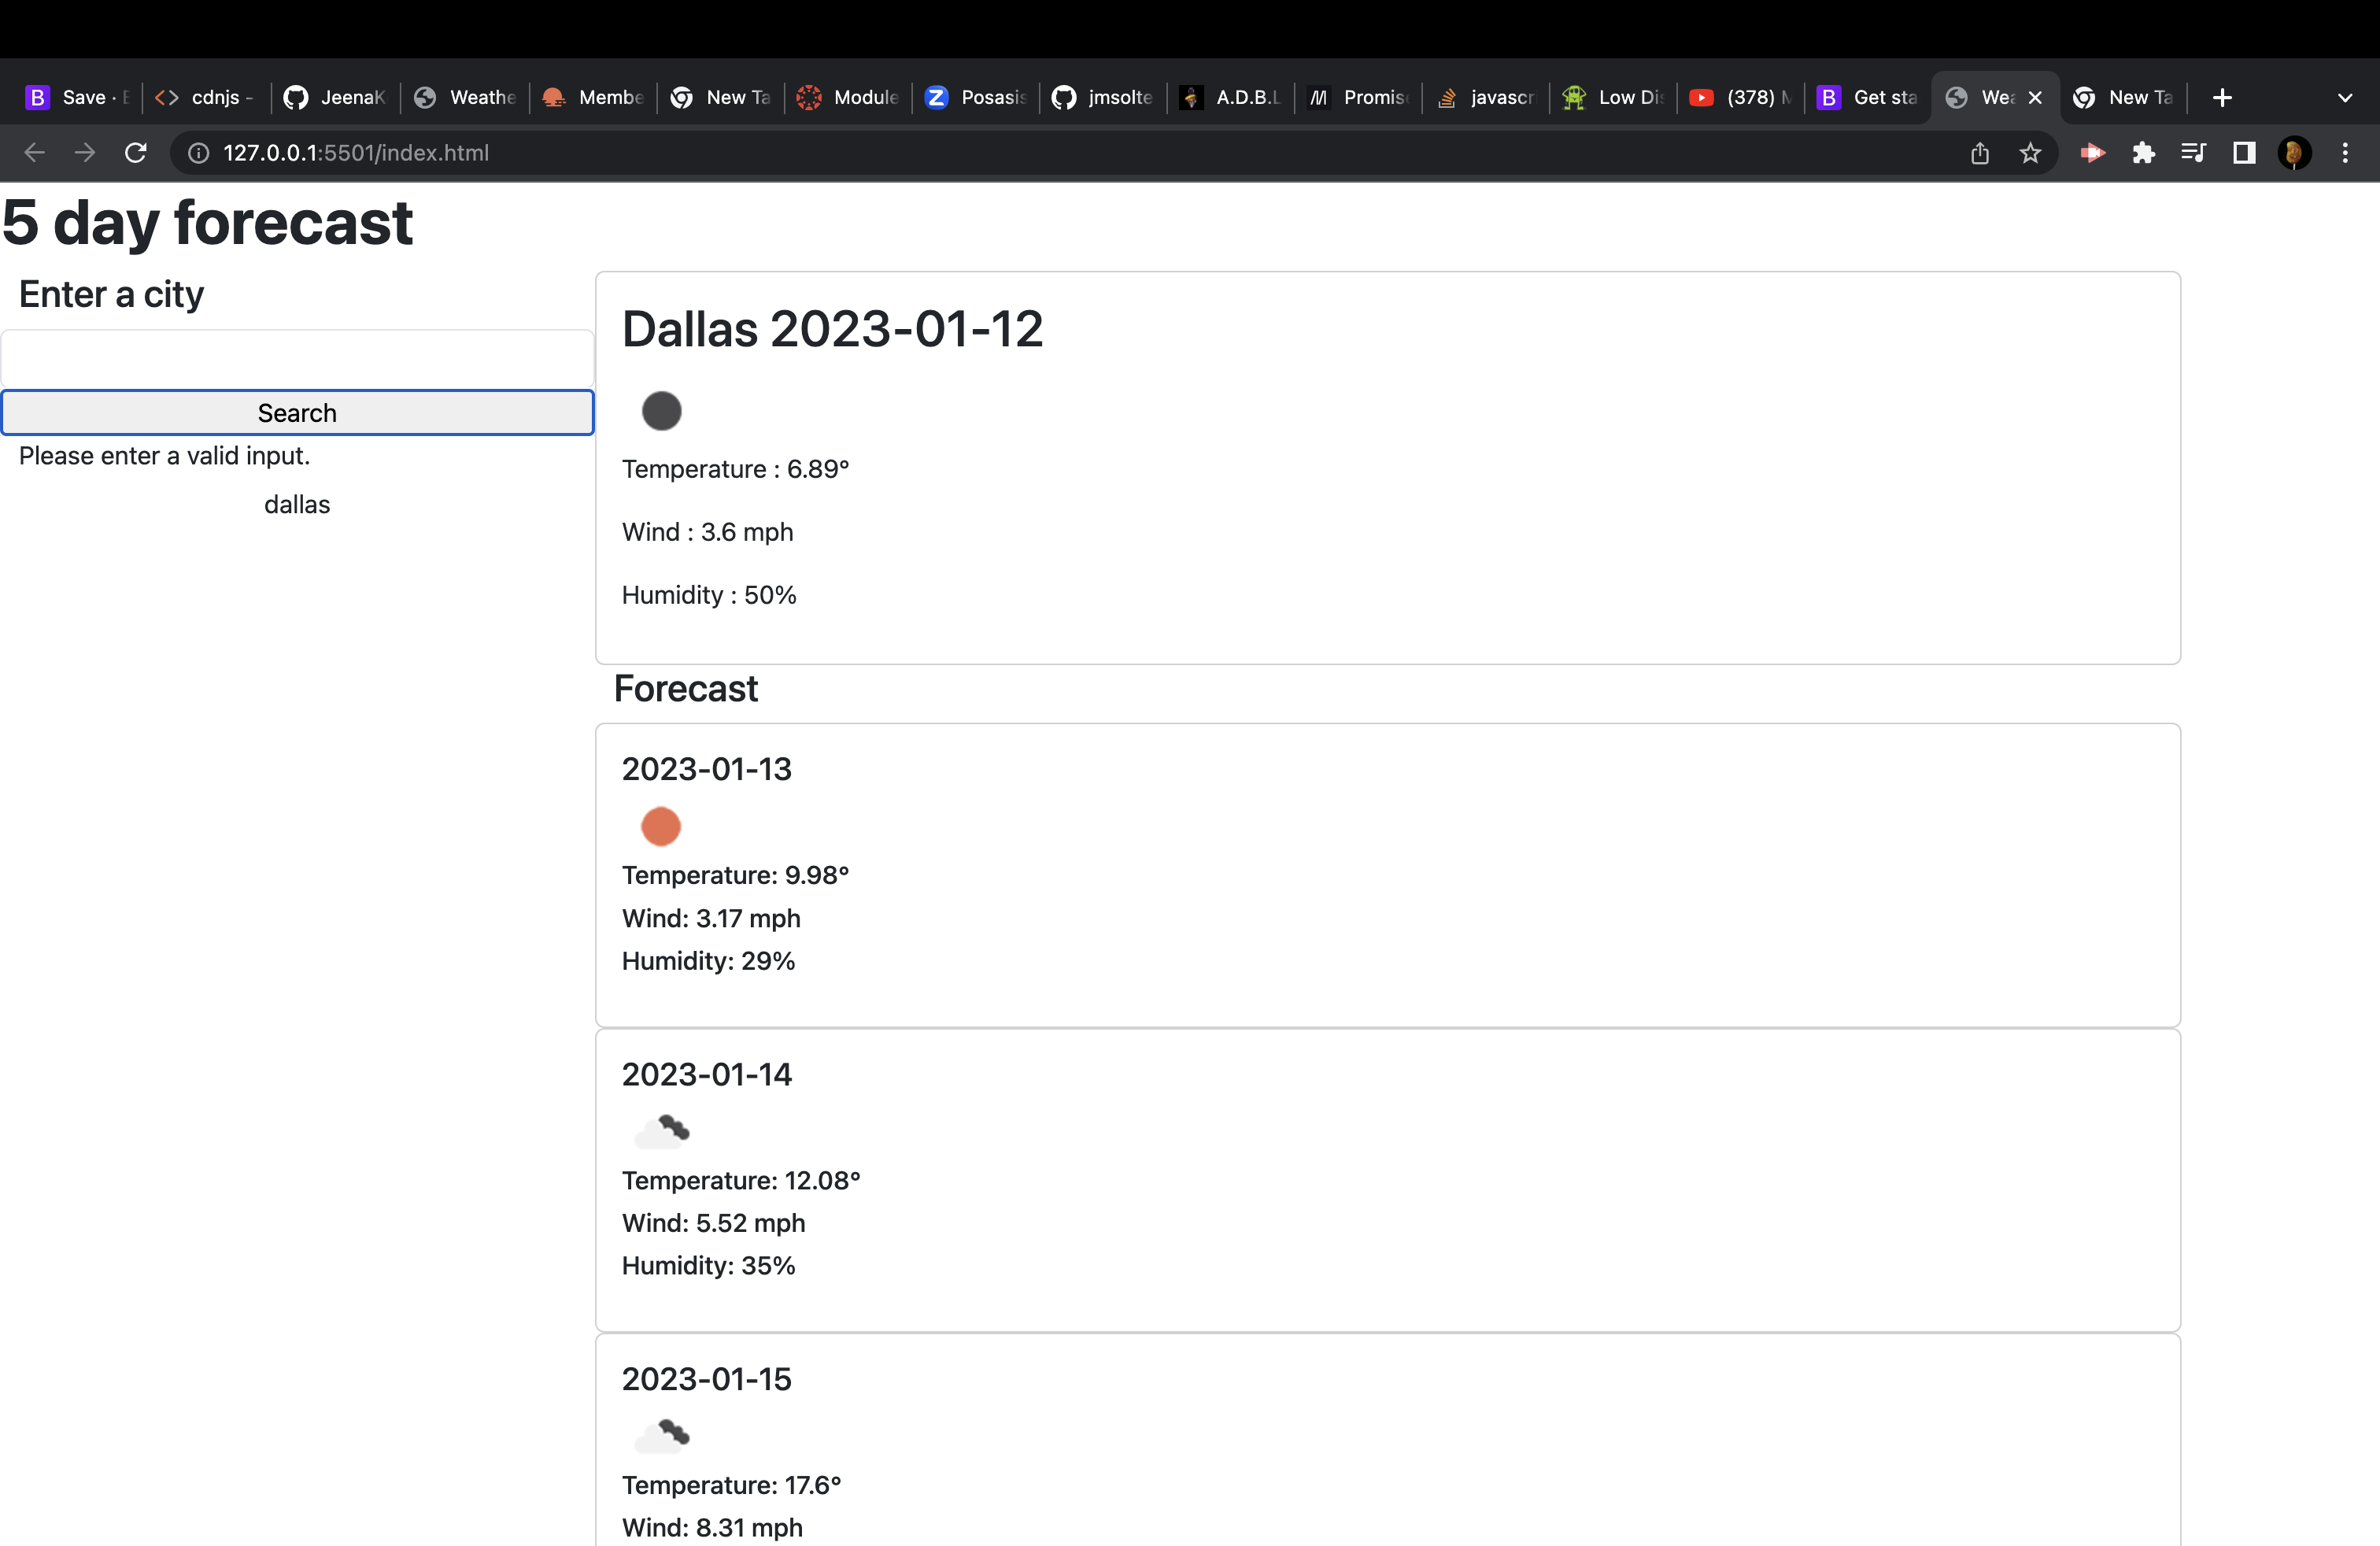 Save · cdnjs - JeenaK Weathe Membe New Ta Module Posasis jmsolte A.D.B.L Promis javascri Low Di (378) Get sta Wea New Ta
127.0.0.1:5501/index.html
5 day forecast
Enter a city
Search
Please enter a valid input.
dallas
Dallas 2023-01-12
Temperature : 6.89°
Wind : 3.6 mph
Humidity : 50%
Forecast
2023-01-13
Temperature: 9.98°
Wind: 3.17 mph
Humidity: 29%
2023-01-14
Temperature: 12.08°
Wind: 5.52 mph
Humidity: 35%
2023-01-15
Temperature: 17.6°
Wind: 8.31 mph